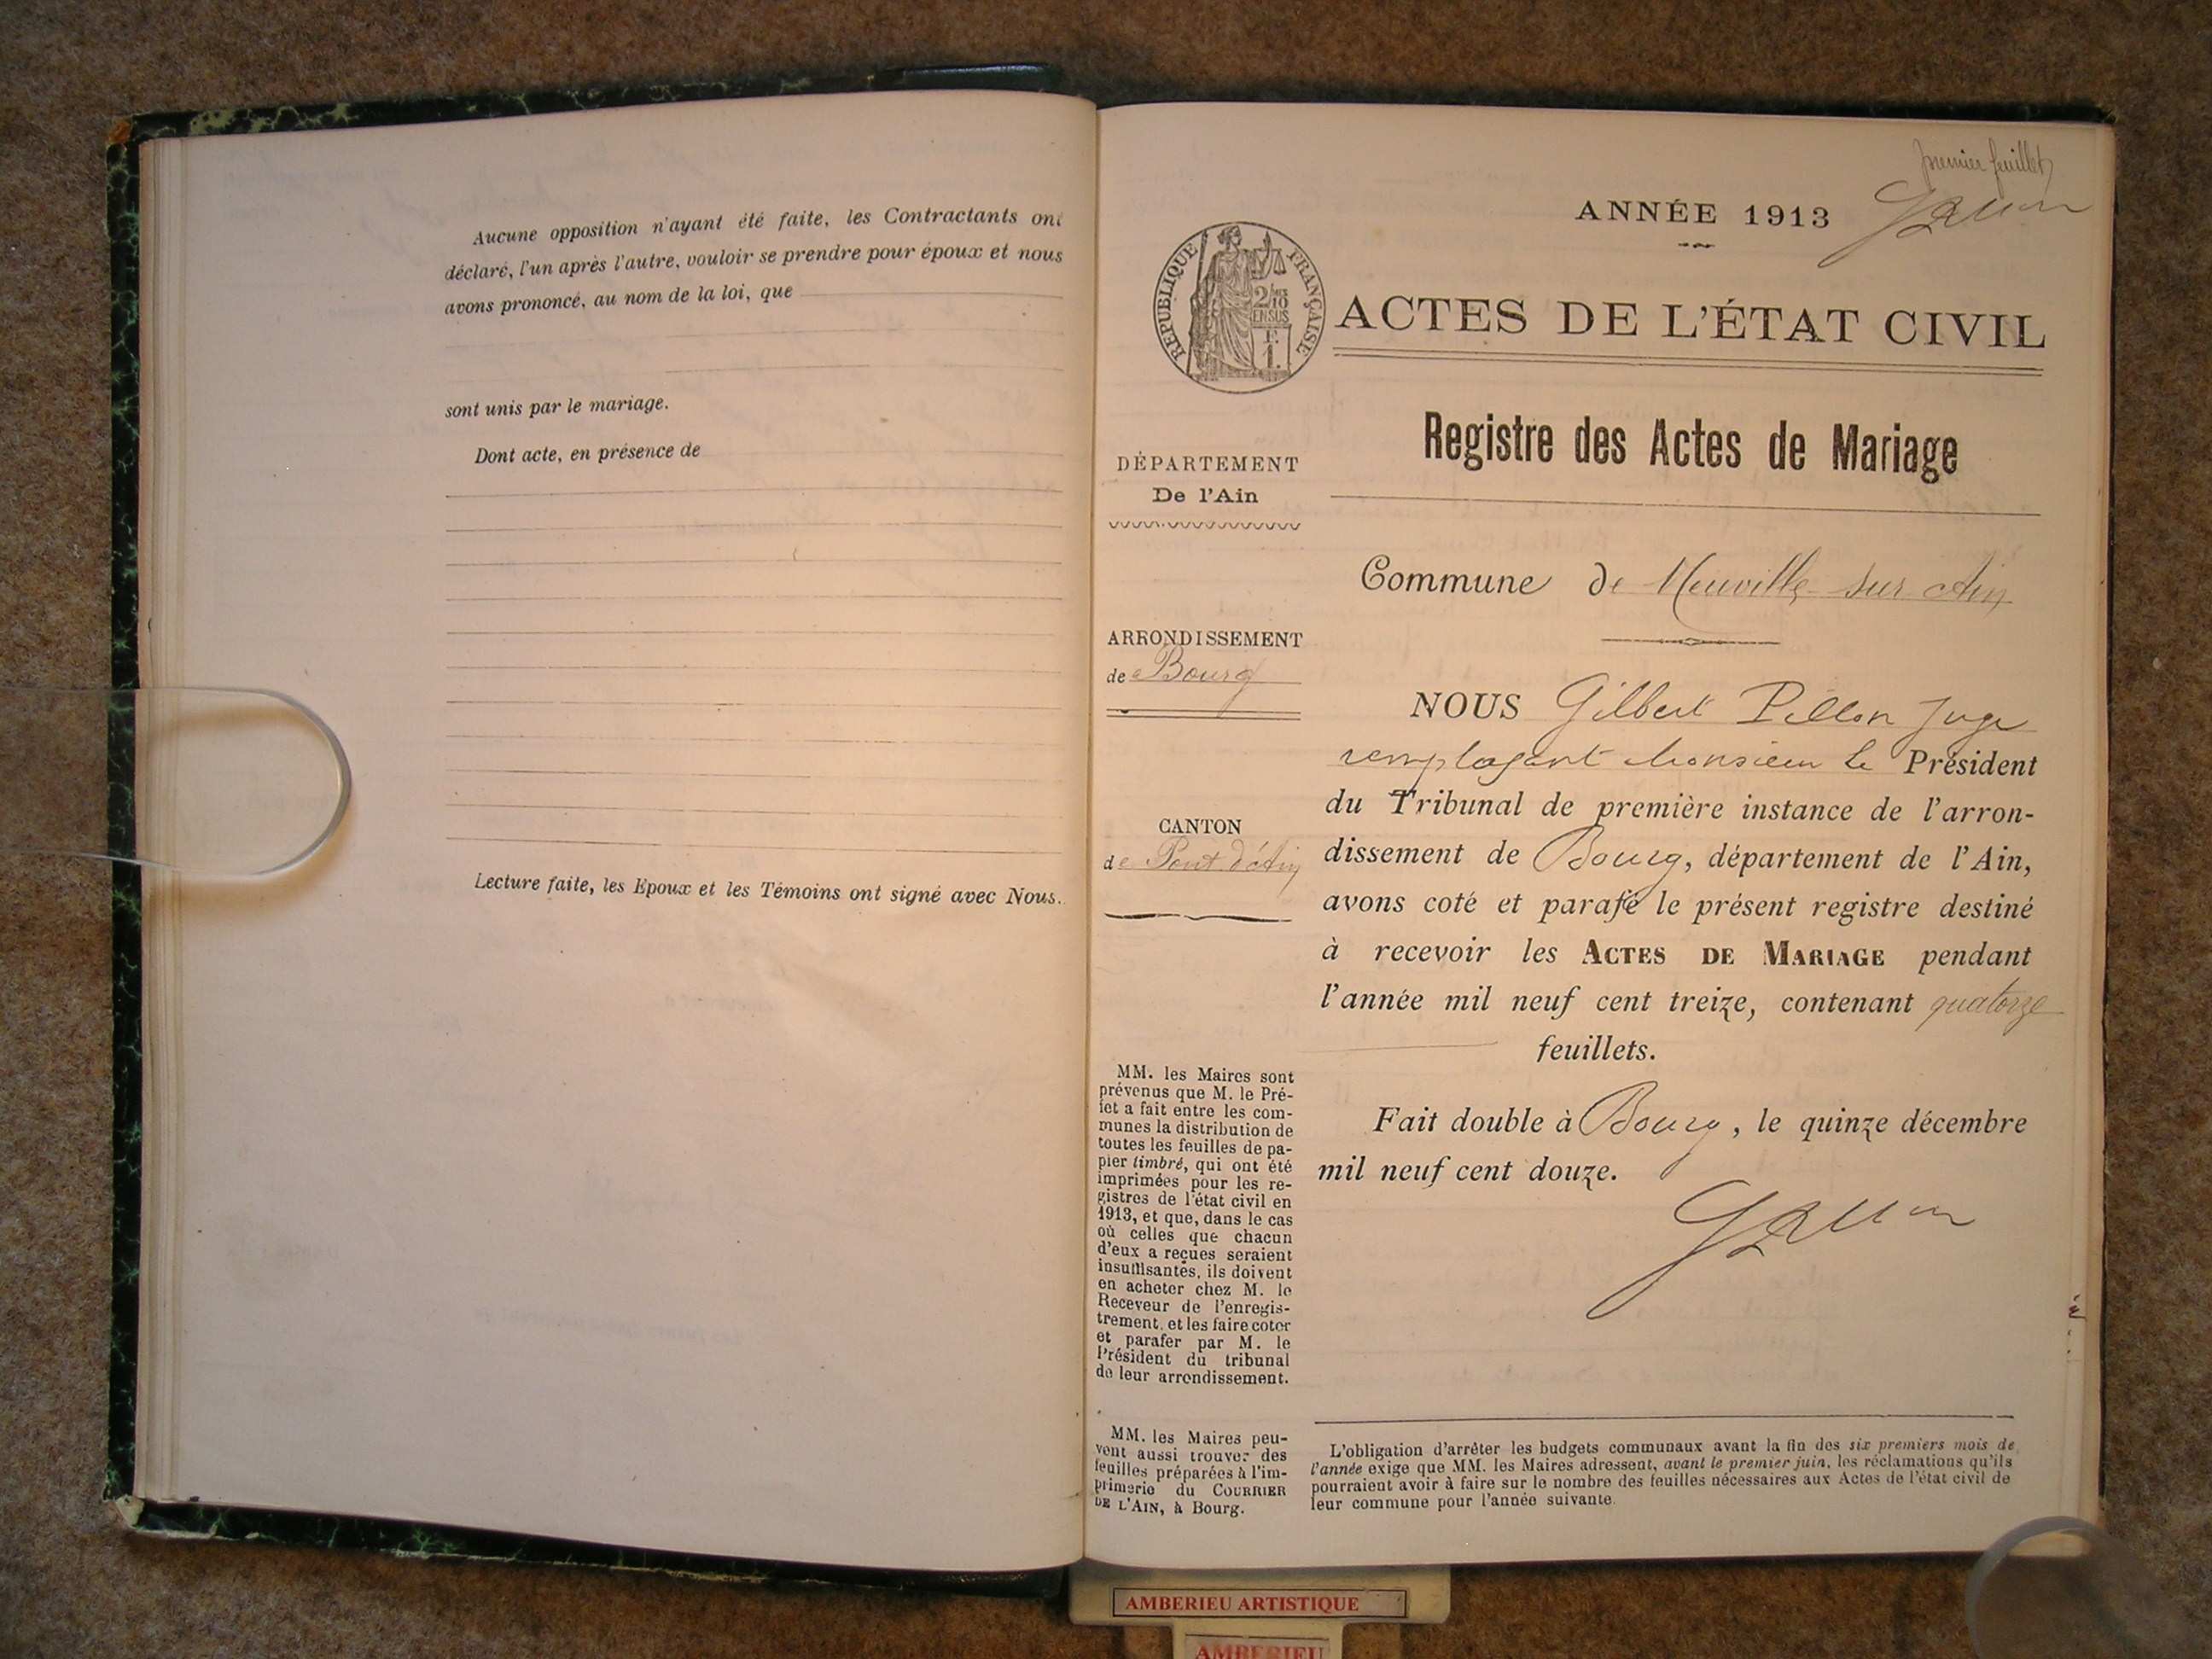 Aucune opposition n'ayant été faite, les Contractants ont
déclaré, l'un après l'autre, vouloir se prendre pour époux et nous
avons prononcé, au nom de la loi, que
sont unis par le mariage.
Dont acte, en présence de
Lecture faite, les Epoux et les Témoins ont signé avec Nous.
premier feuillet
ANNÉE 1913
RÉPUBLIQUE FRANÇAISE
2/10
EN SUS
F.
1.
ACTES DE L'ÉTAT CIVIL
Registre des Actes de Mariage
DÉPARTEMENT
De l'Ain
Commune de Neuville-sur-Ain
ARRONDISSEMENT
de Bourg
CANTON
de Pont d'Ain
NOUS Gilbert Pillon Juge
remplaçant Monsieur le Président
du Tribunal de première instance de l'arron-
dissement de Bourg, département de l'Ain,
avons coté et parafé le présent registre destiné
à recevoir les ACTES DE MARIAGE pendant
l'année mil neuf cent treize, contenant quatorze
feuillets.
Fait double à Bourg, le quinze décembre
mil neuf cent douze.
MM. les Maires sont
prévenus que M. le Pré-
fet a fait entre les com-
munes la distribution de
toutes les feuilles de pa-
pier timbré, qui ont été
imprimées pour les re-
gistres de l'état civil en
1913, et que, dans le cas
où celles que chacun
d'eux a reçues seraient
insuffisantes, ils doivent
en acheter chez M. le
Receveur de l'enregis-
trement, et les faire coter
et parafer par M. le
Président du tribunal
de leur arrondissement.
MM. les Maires peu-
vent aussi trouver des
feuilles préparées à l'im-
primerie du COURRIER
DE L'AIN, à Bourg.
L'obligation d'arrêter les budgets communaux avant la fin des six premiers mois de
l'année exige que MM. les Maires adressent, avant le premier juin, les réclamations qu'ils
pourraient avoir à faire sur le nombre des feuilles nécessaires aux Actes de l'état civil de
leur commune pour l'année suivante.
AMBERIEU ARTISTIQUE
AMBERIEU